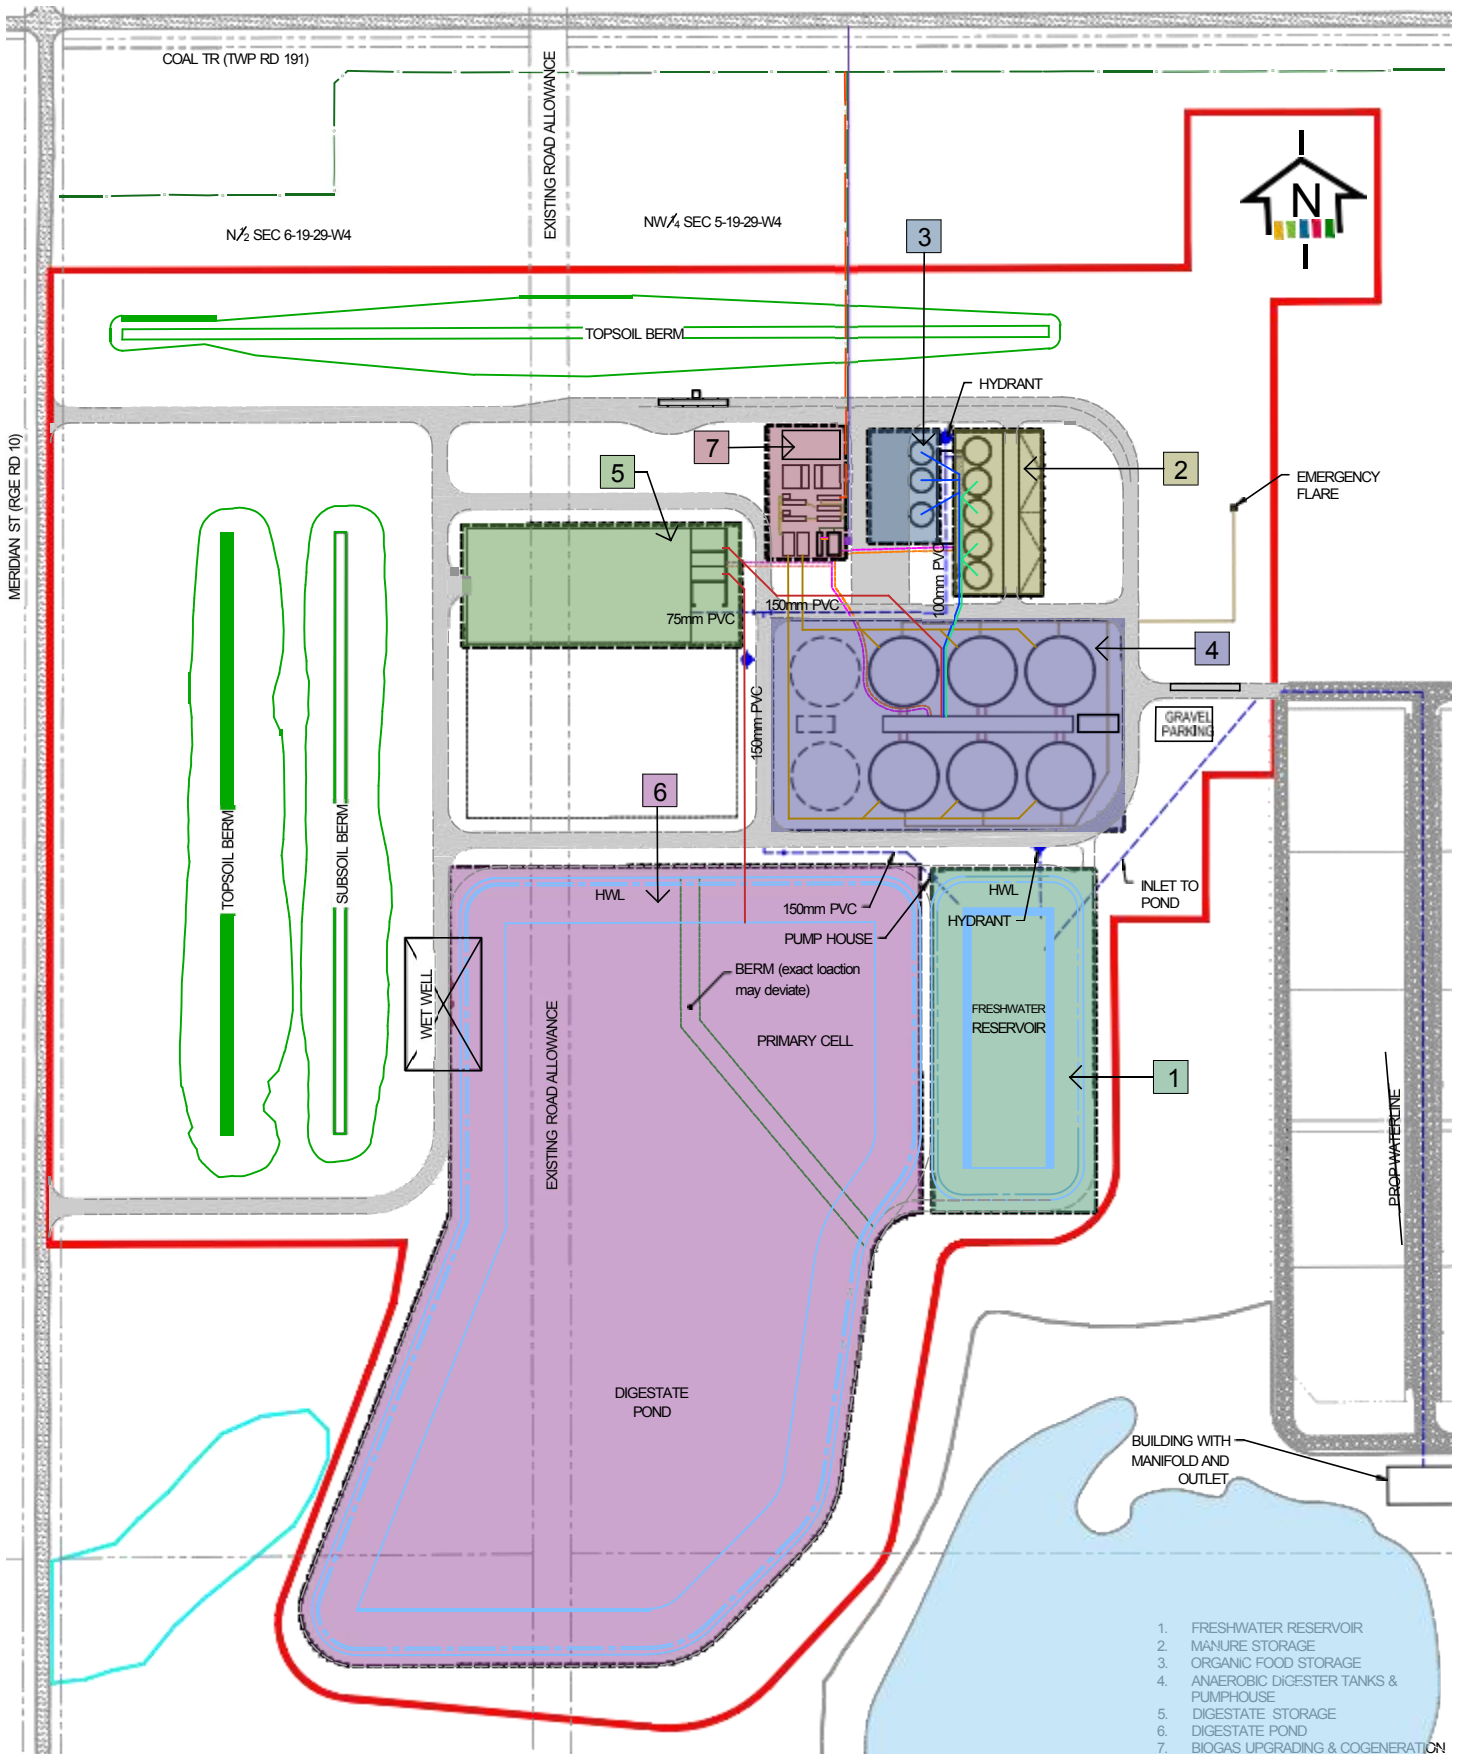 COAL TR (TWP RD 191)
EXISTING ROAD ALLOWANCE
N½ SEC 6-19-29-W4
NW¼ SEC 5-19-29-W4
N
3
TOPSOIL BERM
HYDRANT
MERIDIAN ST (RGE RD 10)
7
5
2
EMERGENCY
FLARE
100mm PVC
150mm PVC
75mm PVC
4
150mm PVC
GRAVEL
PARKING
6
TOPSOIL BERM
SUBSOIL BERM
HWL
HWL
INLET TO
POND
150mm PVC
HYDRANT
PUMP HOUSE
BERM (exact loaction
may deviate)
WET WELL
FRESHWATER
RESERVOIR
PRIMARY CELL
EXISTING ROAD ALLOWANCE
1
PROP WATERLINE
DIGESTATE
POND
BUILDING WITH
MANIFOLD AND
OUTLET
1. FRESHWATER RESERVOIR
2. MANURE STORAGE
3. ORGANIC FOOD STORAGE
4. ANAEROBIC DIGESTER TANKS &
PUMPHOUSE
5. DIGESTATE STORAGE
6. DIGESTATE POND
7. BIOGAS UPGRADING & COGENERATION